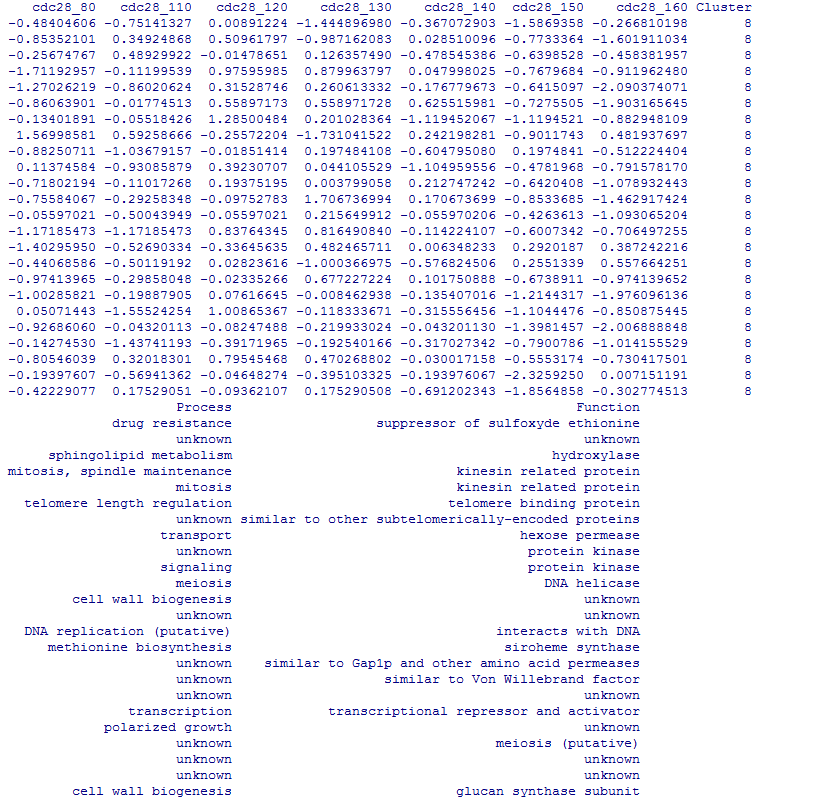 cdc28_80 cdc28_110 cdc28_120 cdc28_130 cdc28_140 cdc28_150 cdc28_160 Cluster
-0.48404606 -0.75141327 0.00891224 -1.444896980 -0.367072903 -1.5869358 -0.266810198 8
-0.85352101 0.34924868 0.50961797 -0.987162083 0.028510096 -0.7733364 -1.601911034 8
-0.25674767 0.48929922 -0.01478651 0.126357490 -0.478545386 -0.6398528 -0.458381957 8
-1.71192957 -0.11199539 0.97595985 0.879963797 0.047998025 -0.7679684 -0.911962480 8
-1.27026219 -0.86020624 0.31528746 0.260613332 -0.176779673 -0.6415097 -2.090374071 8
-0.86063901 -0.01774513 0.55897173 0.558971728 0.625515981 -0.7275505 -1.903165645 8
-0.13401891 -0.05518426 1.28500484 0.201028364 -1.119452067 -1.1194521 -0.882948109 8
1.56998581 0.59258666 -0.25572204 -1.731041522 0.242198281 -0.9011743 0.481937697 8
-0.88250711 -1.03679157 -0.01851414 0.197484108 -0.604795080 0.1974841 -0.512224404 8
0.11374584 -0.93085879 0.39230707 0.044105529 -1.104959556 -0.4781968 -0.791578170 8
-0.71802194 -0.11017268 0.19375195 0.003799058 0.212747242 -0.6420408 -1.078932443 8
-0.75584067 -0.29258348 -0.09752783 1.706736994 0.170673699 -0.8533685 -1.462917424 8
-0.05597021 -0.50043949 -0.05597021 0.215649912 -0.055970206 -0.4263613 -1.093065204 8
-1.17185473 -1.17185473 0.83764345 0.816490840 -0.114224107 -0.6007342 -0.706497255 8
-1.40295950 -0.52690334 -0.33645635 0.482465711 0.006348233 0.2920187 0.387242216 8
-0.44068586 -0.50119192 0.02823616 -1.000366975 -0.576824506 0.2551339 0.557664251 8
-0.97413965 -0.29858048 -0.02335266 0.677227224 0.101750888 -0.6738911 -0.974139652 8
-1.00285821 -0.19887905 0.07616645 -0.008462938 -0.135407016 -1.2144317 -1.976096136 8
0.05071443 -1.55524254 1.00865367 -0.118333671 -0.315556456 -1.1044476 -0.850875445 8
-0.92686060 -0.04320113 -0.08247488 -0.219933024 -0.043201130 -1.3981457 -2.006888848 8
-0.14274530 -1.43741193 -0.39171965 -0.192540166 -0.317027342 -0.7900786 -1.014155529 8
-0.80546039 0.32018301 0.79545468 0.470268802 -0.030017158 -0.5553174 -0.730417501 8
-0.19397607 -0.56941362 -0.04648274 -0.395103325 -0.193976067 -2.3259250 0.007151191 8
-0.42229077 0.17529051 -0.09362107 0.175290508 -0.691202343 -1.8564858 -0.302774513 8
Process Function
drug resistance suppressor of sulfoxyde ethionine
unknown unknown
sphingolipid metabolism hydroxylase
mitosis, spindle maintenance kinesin related protein
mitosis kinesin related protein
telomere length regulation telomere binding protein
unknown similar to other subtelomerically-encoded proteins
transport hexose permease
unknown protein kinase
signaling protein kinase
meiosis DNA helicase
cell wall biogenesis unknown
unknown unknown
DNA replication (putative) interacts with DNA
methionine biosynthesis siroheme synthase
unknown similar to Gap1p and other amino acid permeases
unknown similar to Von Willebrand factor
unknown unknown
transcription transcriptional repressor and activator
polarized growth unknown
unknown meiosis (putative)
unknown unknown
unknown unknown
cell wall biogenesis glucan synthase subunit